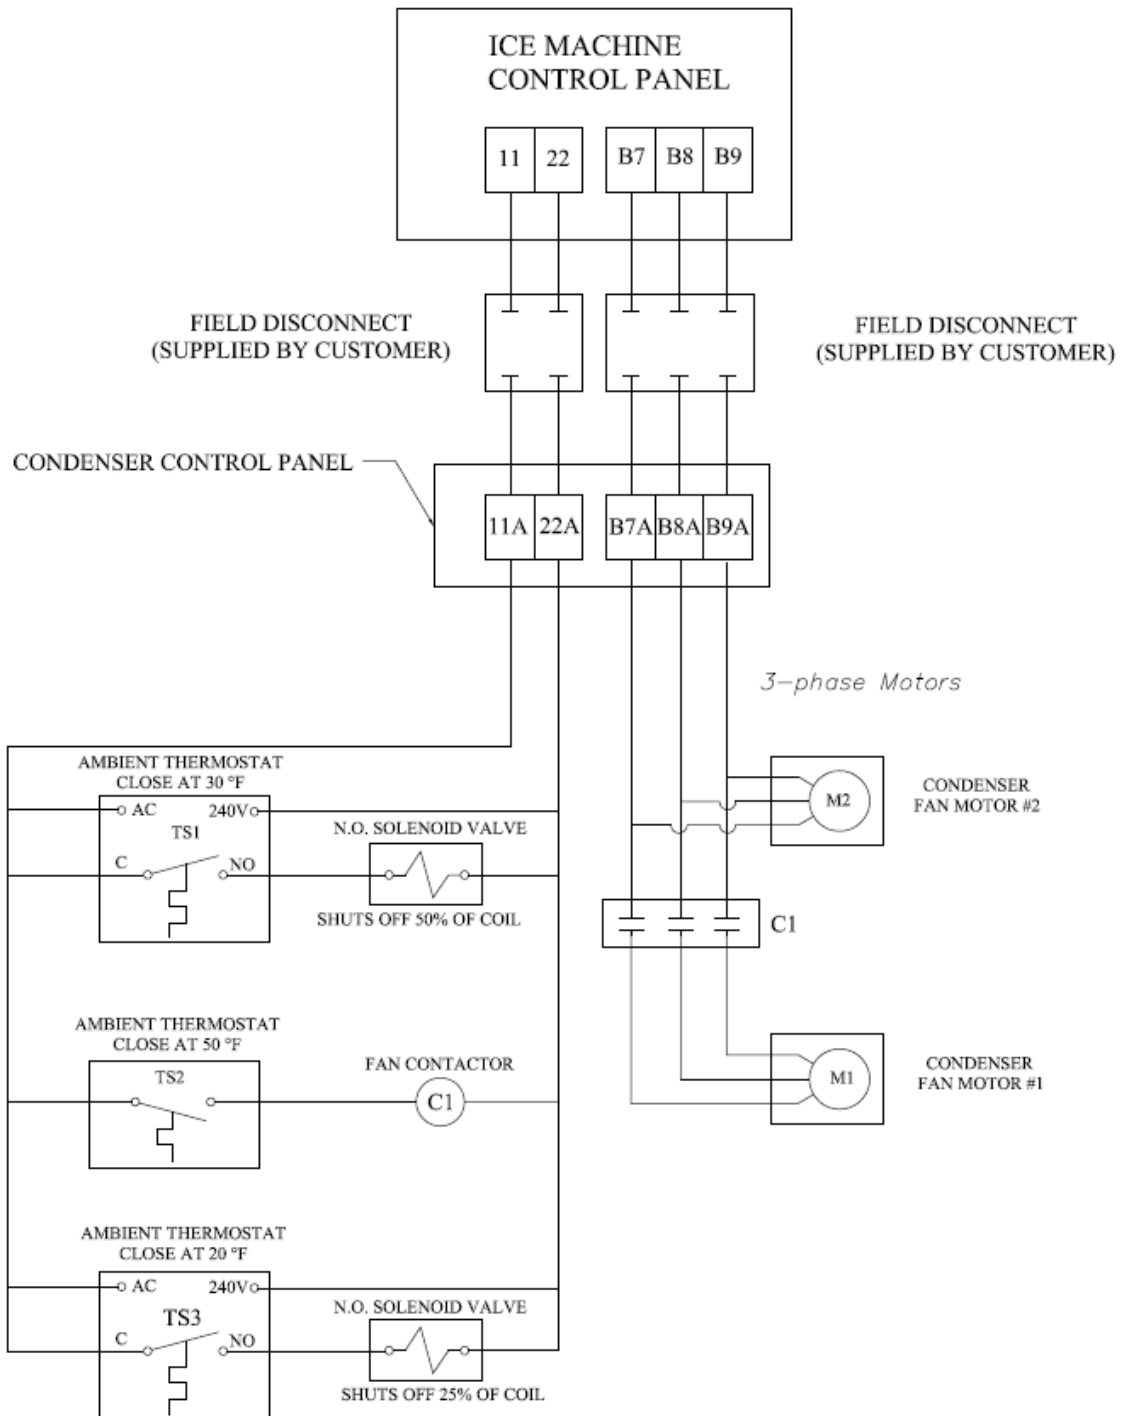 ICE MACHINE
CONTROL PANEL
11 22 B7 B8 B9
FIELD DISCONNECT
(SUPPLIED BY CUSTOMER)
FIELD DISCONNECT
(SUPPLIED BY CUSTOMER)
CONDENSER CONTROL PANEL
11A 22A B7A B8A B9A
3-phase Motors
AMBIENT THERMOSTAT
CLOSE AT 30 °F
AC 240V
TS1
C NO
N.O. SOLENOID VALVE
SHUTS OFF 50% OF COIL
M2
CONDENSER
FAN MOTOR #2
C1
AMBIENT THERMOSTAT
CLOSE AT 50 °F
TS2
FAN CONTACTOR
C1
M1
CONDENSER
FAN MOTOR #1
AMBIENT THERMOSTAT
CLOSE AT 20 °F
AC 240V
TS3
C NO
N.O. SOLENOID VALVE
SHUTS OFF 25% OF COIL